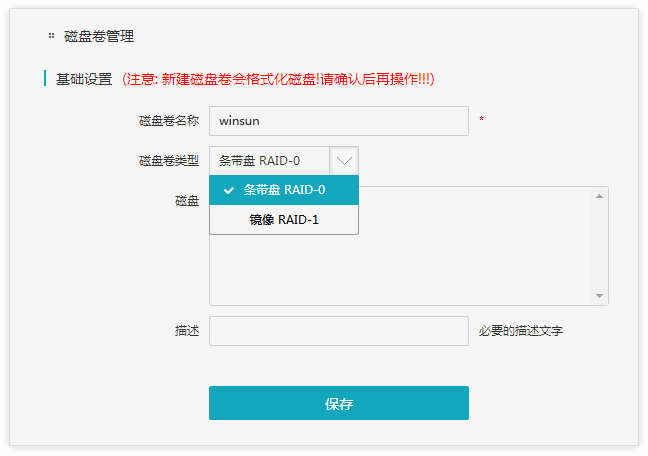 磁盘卷管理
基础设置 (注意: 新建磁盘卷会格式化磁盘!请确认后再操作!!!)
磁盘卷名称 winsun *
磁盘卷类型 条带盘 RAID-0
条带盘 RAID-0
磁盘
镜像 RAID-1
描述 必要的描述文字
保存